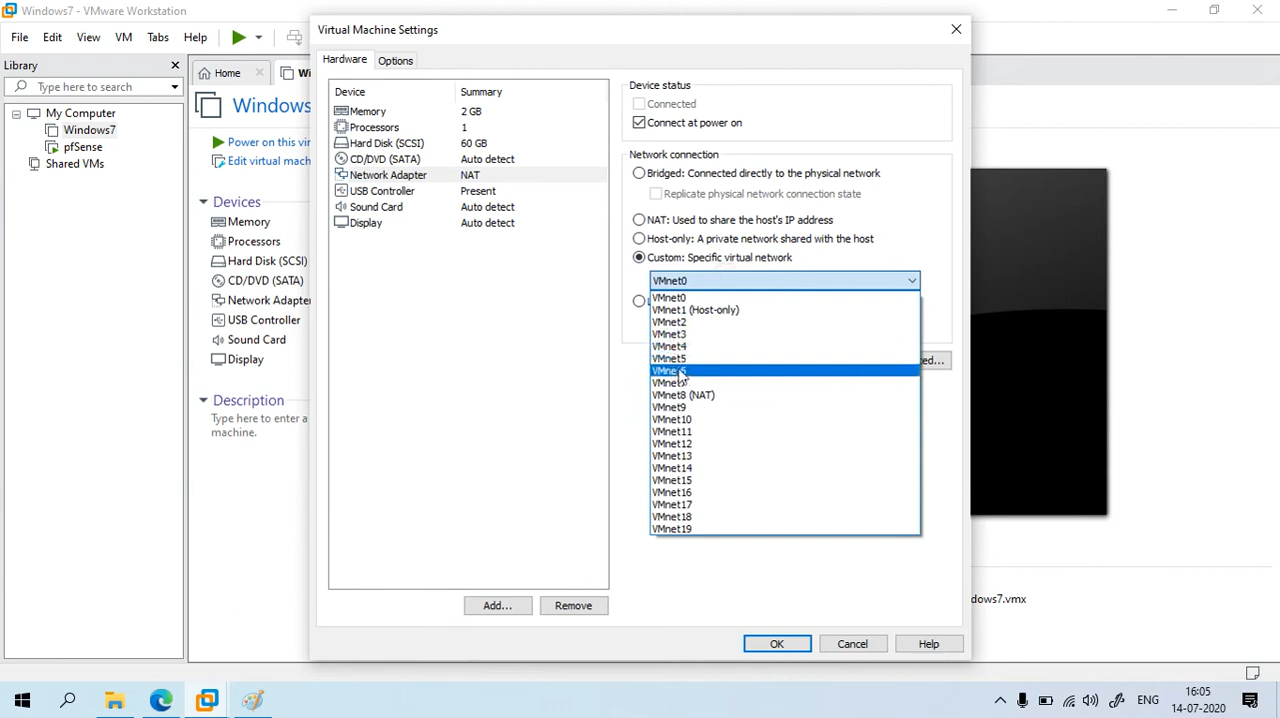 Windows7 - VMware Workstation
File Edit View VM Tabs Help
Library
Type here to search
My Computer
Windows7
pfSense
Shared VMs
Home
Wi
Windows7
Power on this vir
Edit virtual mach
Devices
Memory
Processors
Hard Disk (SCSI)
CD/DVD (SATA)
Network Adapte
USB Controller
Sound Card
Display
Description
Type here to enter a
machine.
Virtual Machine Settings
Hardware Options
Device Summary
Memory 2 GB
Processors 1
Hard Disk (SCSI) 60 GB
CD/DVD (SATA) Auto detect
Network Adapter NAT
USB Controller Present
Sound Card Auto detect
Display Auto detect
Add... Remove
Device status
Connected
Connect at power on
Network connection
Bridged: Connected directly to the physical network
Replicate physical network connection state
NAT: Used to share the host's IP address
Host-only: A private network shared with the host
Custom: Specific virtual network
VMnet0
VMnet0
VMnet1 (Host-only)
VMnet2
VMnet3
VMnet4
VMnet5
VMnet6
VMnet7
VMnet8 (NAT)
VMnet9
VMnet10
VMnet11
VMnet12
VMnet13
VMnet14
VMnet15
VMnet16
VMnet17
VMnet18
VMnet19
ed...
OK Cancel Help
dows7.vmx
ENG
16:05
14-07-2020